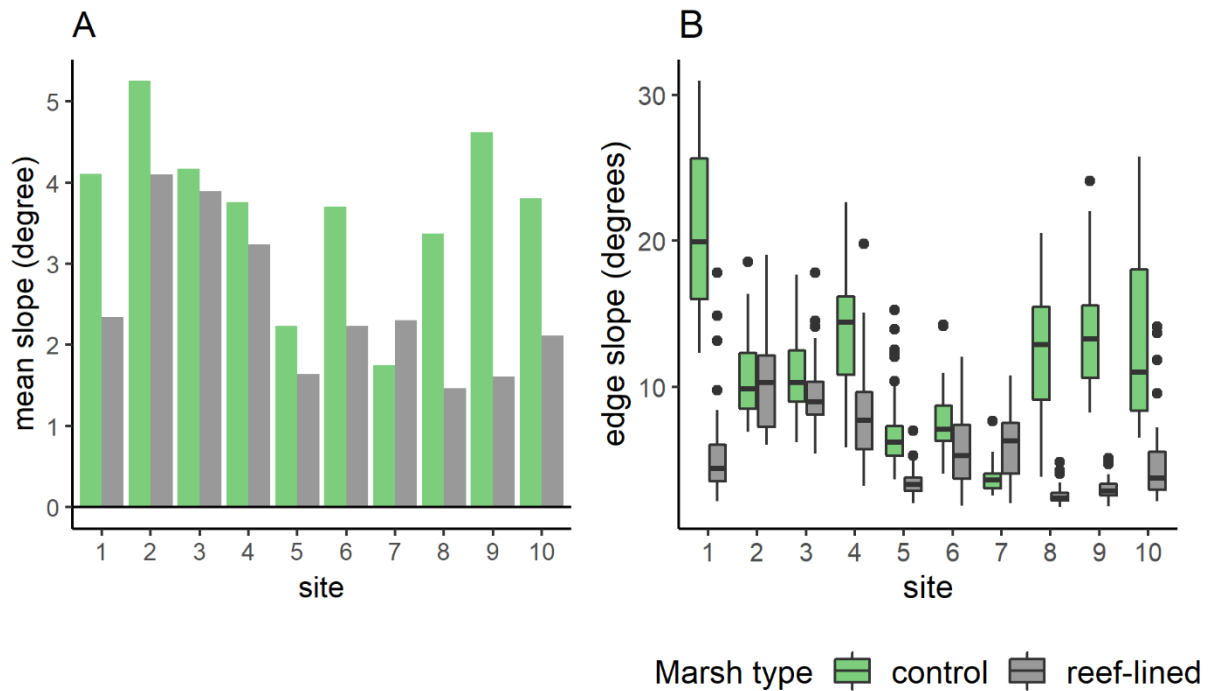 A
mean slope (degree)
5
4
3
2
1
0
1 2 3 4 5 6 7 8 9 10
site
B
edge slope (degrees)
30
20
10
1 2 3 4 5 6 7 8 9 10
site
Marsh type control reef-lined